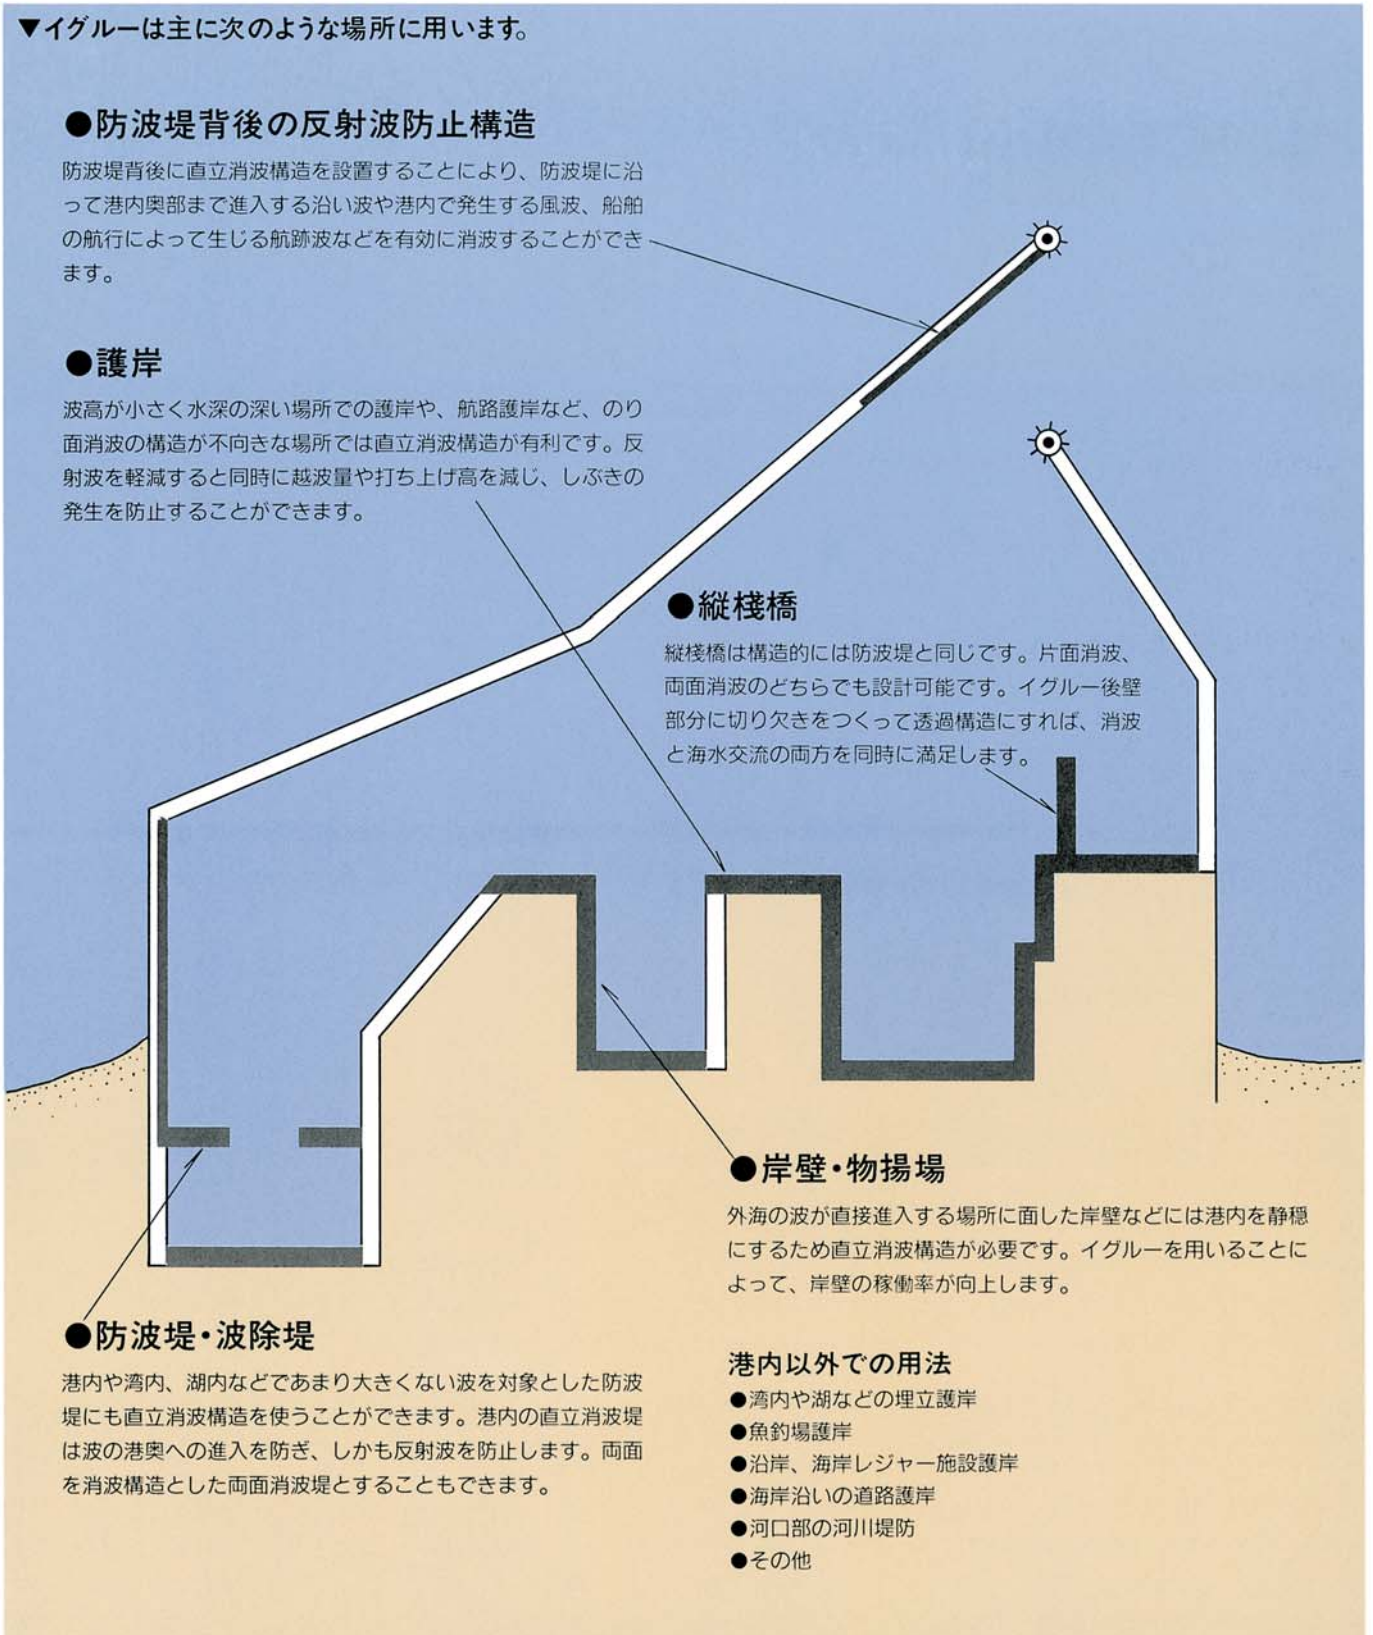 ▼イグルーは主に次のような場所に用います。
●防波堤背後の反射波防止構造
防波堤背後に直立消波構造を設置することにより、防波堤に沿
って港内奥部まで進入する沿い波や港内で発生する風波、船舶
の航行によって生じる航跡波などを有効に消波することができ
ます。
●護岸
波高が小さく水深の深い場所での護岸や、航路護岸など、のり
面消波の構造が不向きな場所では直立消波構造が有利です。反
射波を軽減すると同時に越波量や打ち上げ高を減じ、しぶきの
発生を防止することができます。
●縦棧橋
縦棧橋は構造的には防波堤と同じです。片面消波、
両面消波のどちらでも設計可能です。イグルー後壁
部分に切り欠きをつくって透過構造にすれば、消波
と海水交流の両方を同時に満足します。
●岸壁・物揚場
外海の波が直接進入する場所に面した岸壁などには港内を静穏
にするため直立消波構造が必要です。イグルーを用いることに
よって、岸壁の稼働率が向上します。
●防波堤・波除堤
港内や湾内、湖内などであまり大きくない波を対象とした防波
堤にも直立消波構造を使うことができます。港内の直立消波堤
は波の港奥への進入を防ぎ、しかも反射波を防止します。両面
を消波構造とした両面消波堤とすることもできます。
港内以外での用法
●湾内や湖などの埋立護岸
●魚釣場護岸
●沿岸、海岸レジャー施設護岸
●海岸沿いの道路護岸
●河口部の河川堤防
●その他